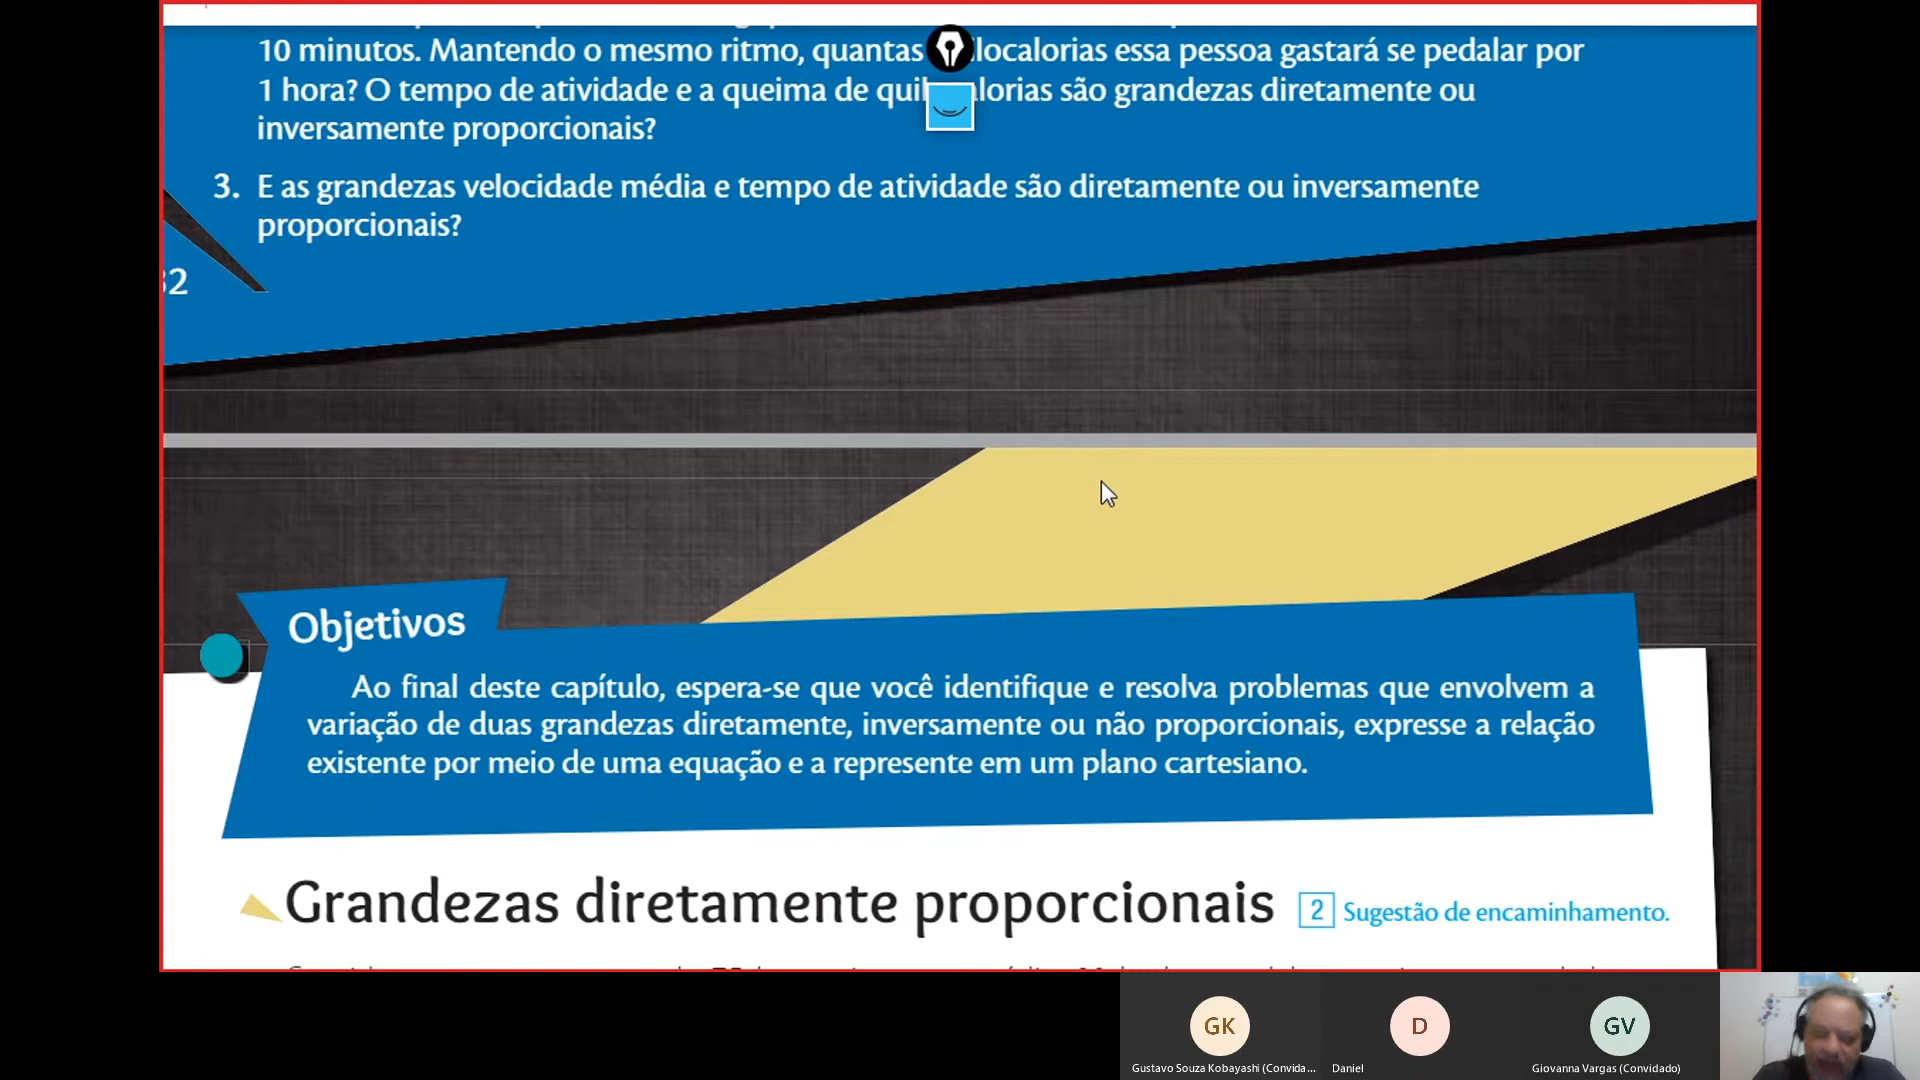 10 minutos. Mantendo o mesmo ritmo, quantas localorias essa pessoa gastará se pedalar por
1 hora? O tempo de atividade e a queima de quil lorias são grandezas diretamente ou
inversamente proporcionais?
3. E as grandezas velocidade média e tempo de atividade são diretamente ou inversamente
proporcionais?
32
Objetivos
Ao final deste capítulo, espera-se que você identifique e resolva problemas que envolvem a
variação de duas grandezas diretamente, inversamente ou não proporcionais, expresse a relação
existente por meio de uma equação e a represente em um plano cartesiano.
Grandezas diretamente proporcionais 2 Sugestão de encaminhamento.
GK
D
GV
Gustavo Souza Kobayashi (Convida...
Daniel
Giovanna Vargas (Convidado)